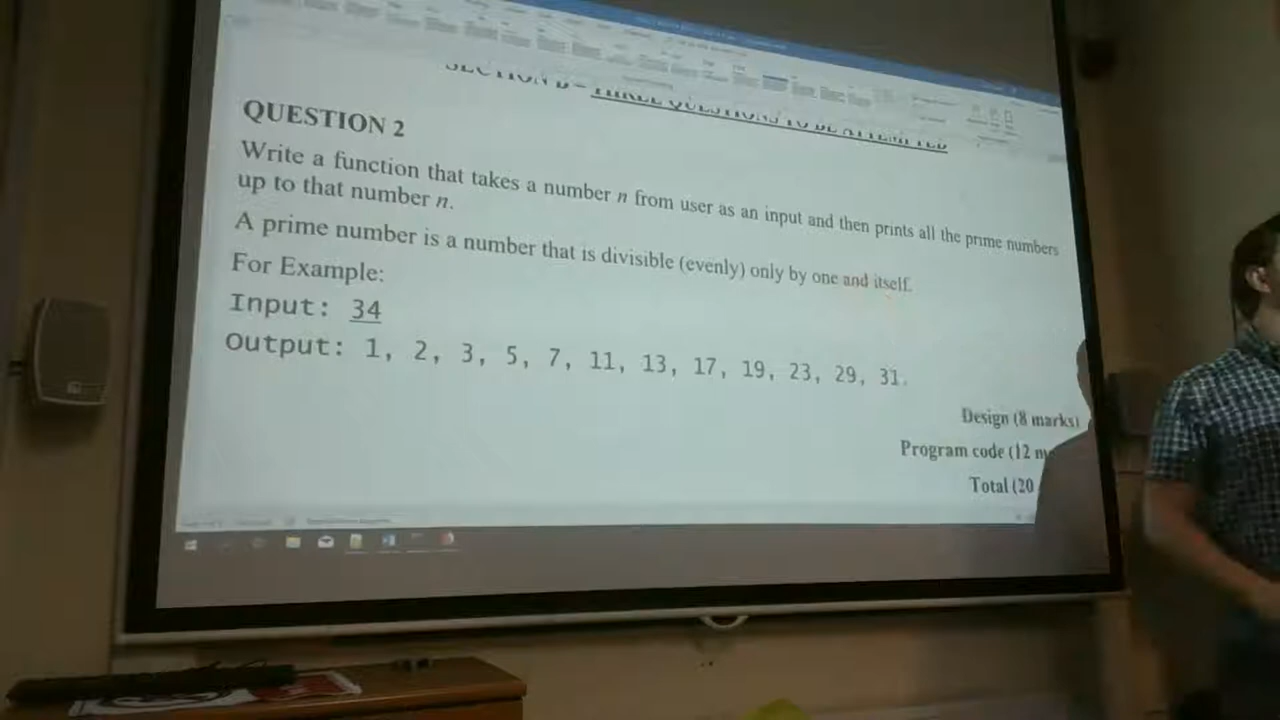 QUESTION 2
Write a function that takes a number n from user as an input and then prints all the prime numbers
up to that number n.
A prime number is a number that is divisible (evenly) only by one and itself.
For Example:
Input: 34
Output: 1, 2, 3, 5, 7, 11, 13, 17, 19, 23, 29, 31.
Design (8 marks)
Program code (12
Total (20